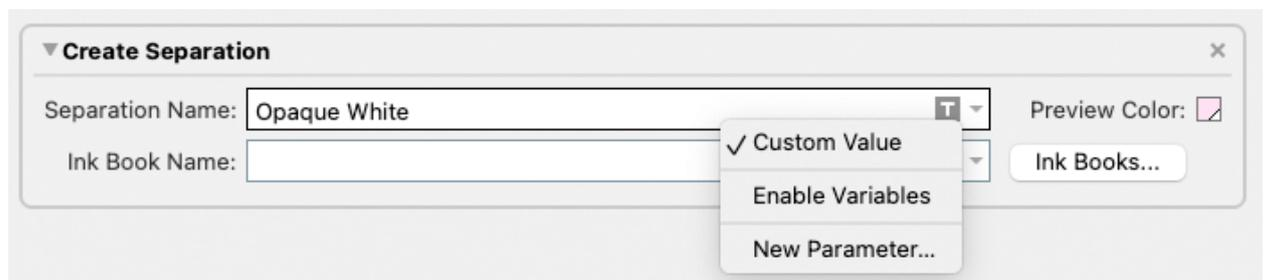 Create Separation
Separation Name: Opaque White T Preview Color:
Custom Value
Ink Book Name: Ink Books...
Enable Variables
New Parameter...